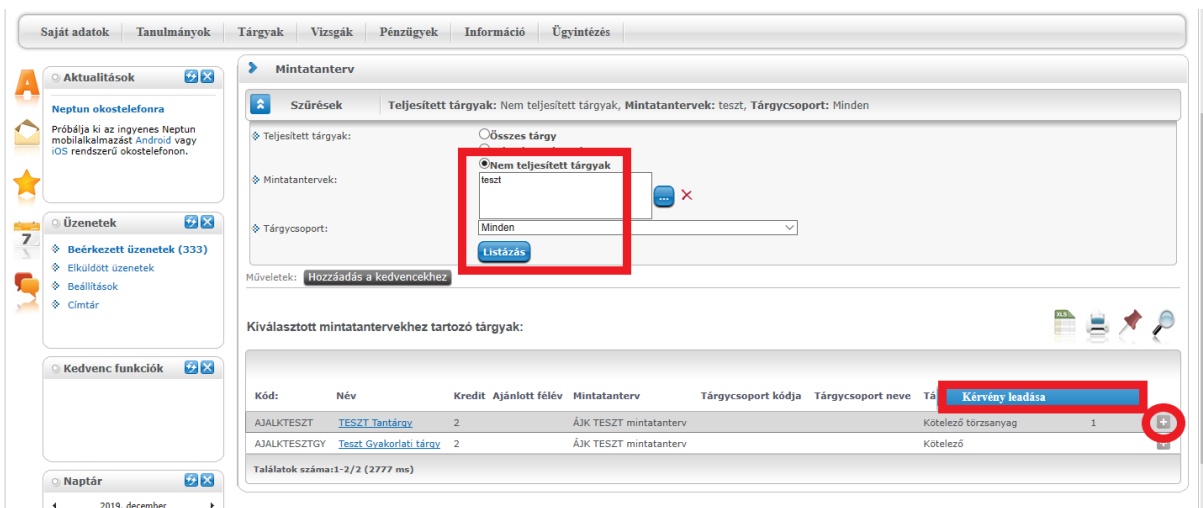 Saját adatok Tanulmányok Tárgyak Vizsgák Pénzügyek Információ Ügyintézés
Aktualitások
Neptun okostelefonra
Próbálja ki az ingyenes Neptun
mobilalkalmazást Android vagy
iOS rendszerű okostelefonon.
7
Üzenetek
Beérkezett üzenetek (333)
Elküldött üzenetek
Beállítások
Címtár
Kedvenc funkciók
Naptár
2019. december
Mintatanterv
Szűrések Teljesített tárgyak: Nem teljesített tárgyak, Mintatantervek: teszt, Tárgycsoport: Minden
Teljesített tárgyak: Összes tárgy
Nem teljesített tárgyak
Mintatantervek: teszt ...
Tárgycsoport: Minden
Listázás
Műveletek: Hozzáadás a kedvencekhez
Kiválasztott mintatantervekhez tartozó tárgyak:
XLS
Kód: Név Kredit Ajánlott félév Mintatanterv Tárgycsoport kódja Tárgycsoport neve Kérvény leadása
AJALKTESZT TESZT Tantárgy 2 ÁJK TESZT mintatanterv Kötelező törzsanyag 1 +
AJALKTESZTGY Teszt Gyakorlati tárgy 2 ÁJK TESZT mintatanterv Kötelező
Találatok száma:1-2/2 (2777 ms)